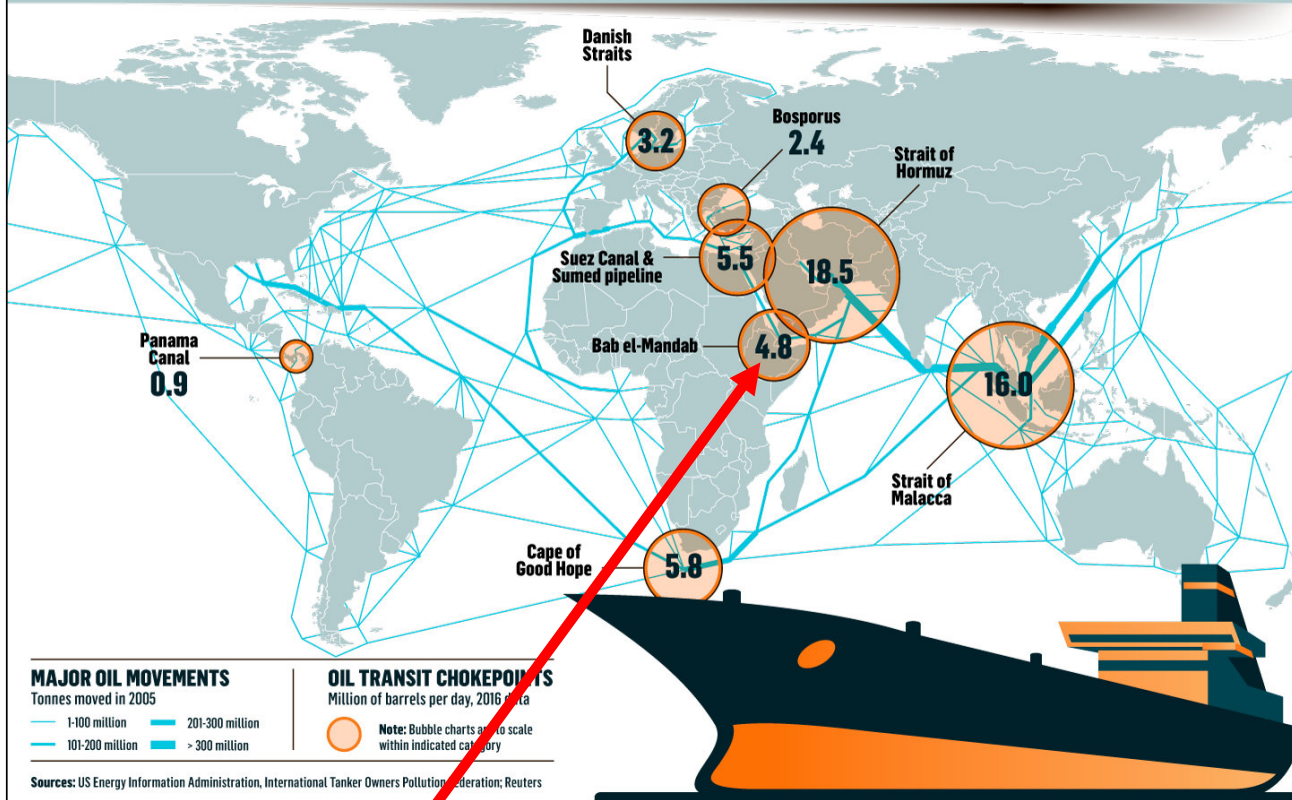 Danish
Straits
3.2
Bosporus
2.4
Strait of
Hormuz
Suez Canal &
Sumed pipeline
5.5
18.5
Panama
Canal
0.9
Bab el-Mandab
4.8
16.0
Strait of
Malacca
Cape of
Good Hope
5.8
MAJOR OIL MOVEMENTS
Tonnes moved in 2005
1-100 million
201-300 million
101-200 million
> 300 million
OIL TRANSIT CHOKEPOINTS
Million of barrels per day, 2016 data
Note: Bubble charts are to scale
within indicated category
Sources: US Energy Information Administration, International Tanker Owners Pollution Federation; Reuters